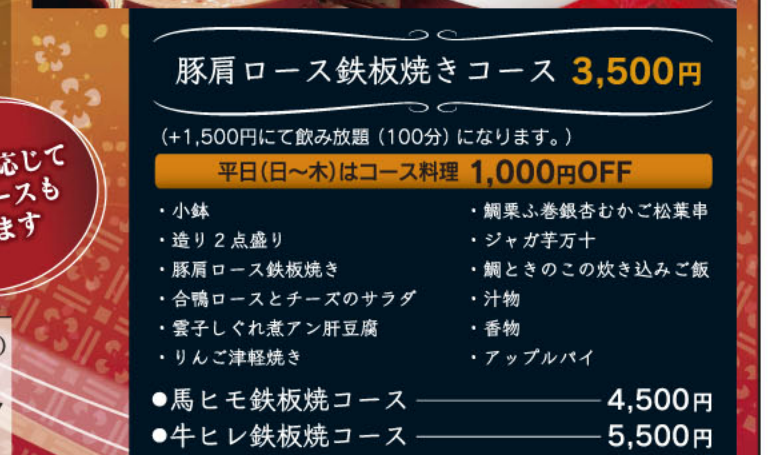 豚肩ロース鉄板焼きコース 3,500円
(+1,500円にて飲み放題(100分)になります。)
平日(日〜木)はコース料理 1,000円OFF
・小鉢
・造り2点盛り
・豚肩ロース鉄板焼き
・合鴨ロースとチーズのサラダ
・雲子しぐれ煮アン肝豆腐
・りんご津軽焼き
・鯛栗ふ巻銀杏むかご松葉串
・ジャガ芋万十
・鯛ときのこの炊き込みご飯
・汁物
・香物
・アップルパイ
●馬ヒモ鉄板焼コース 4,500円
●牛ヒレ鉄板焼コース 5,500円
応じて
ースも
ます